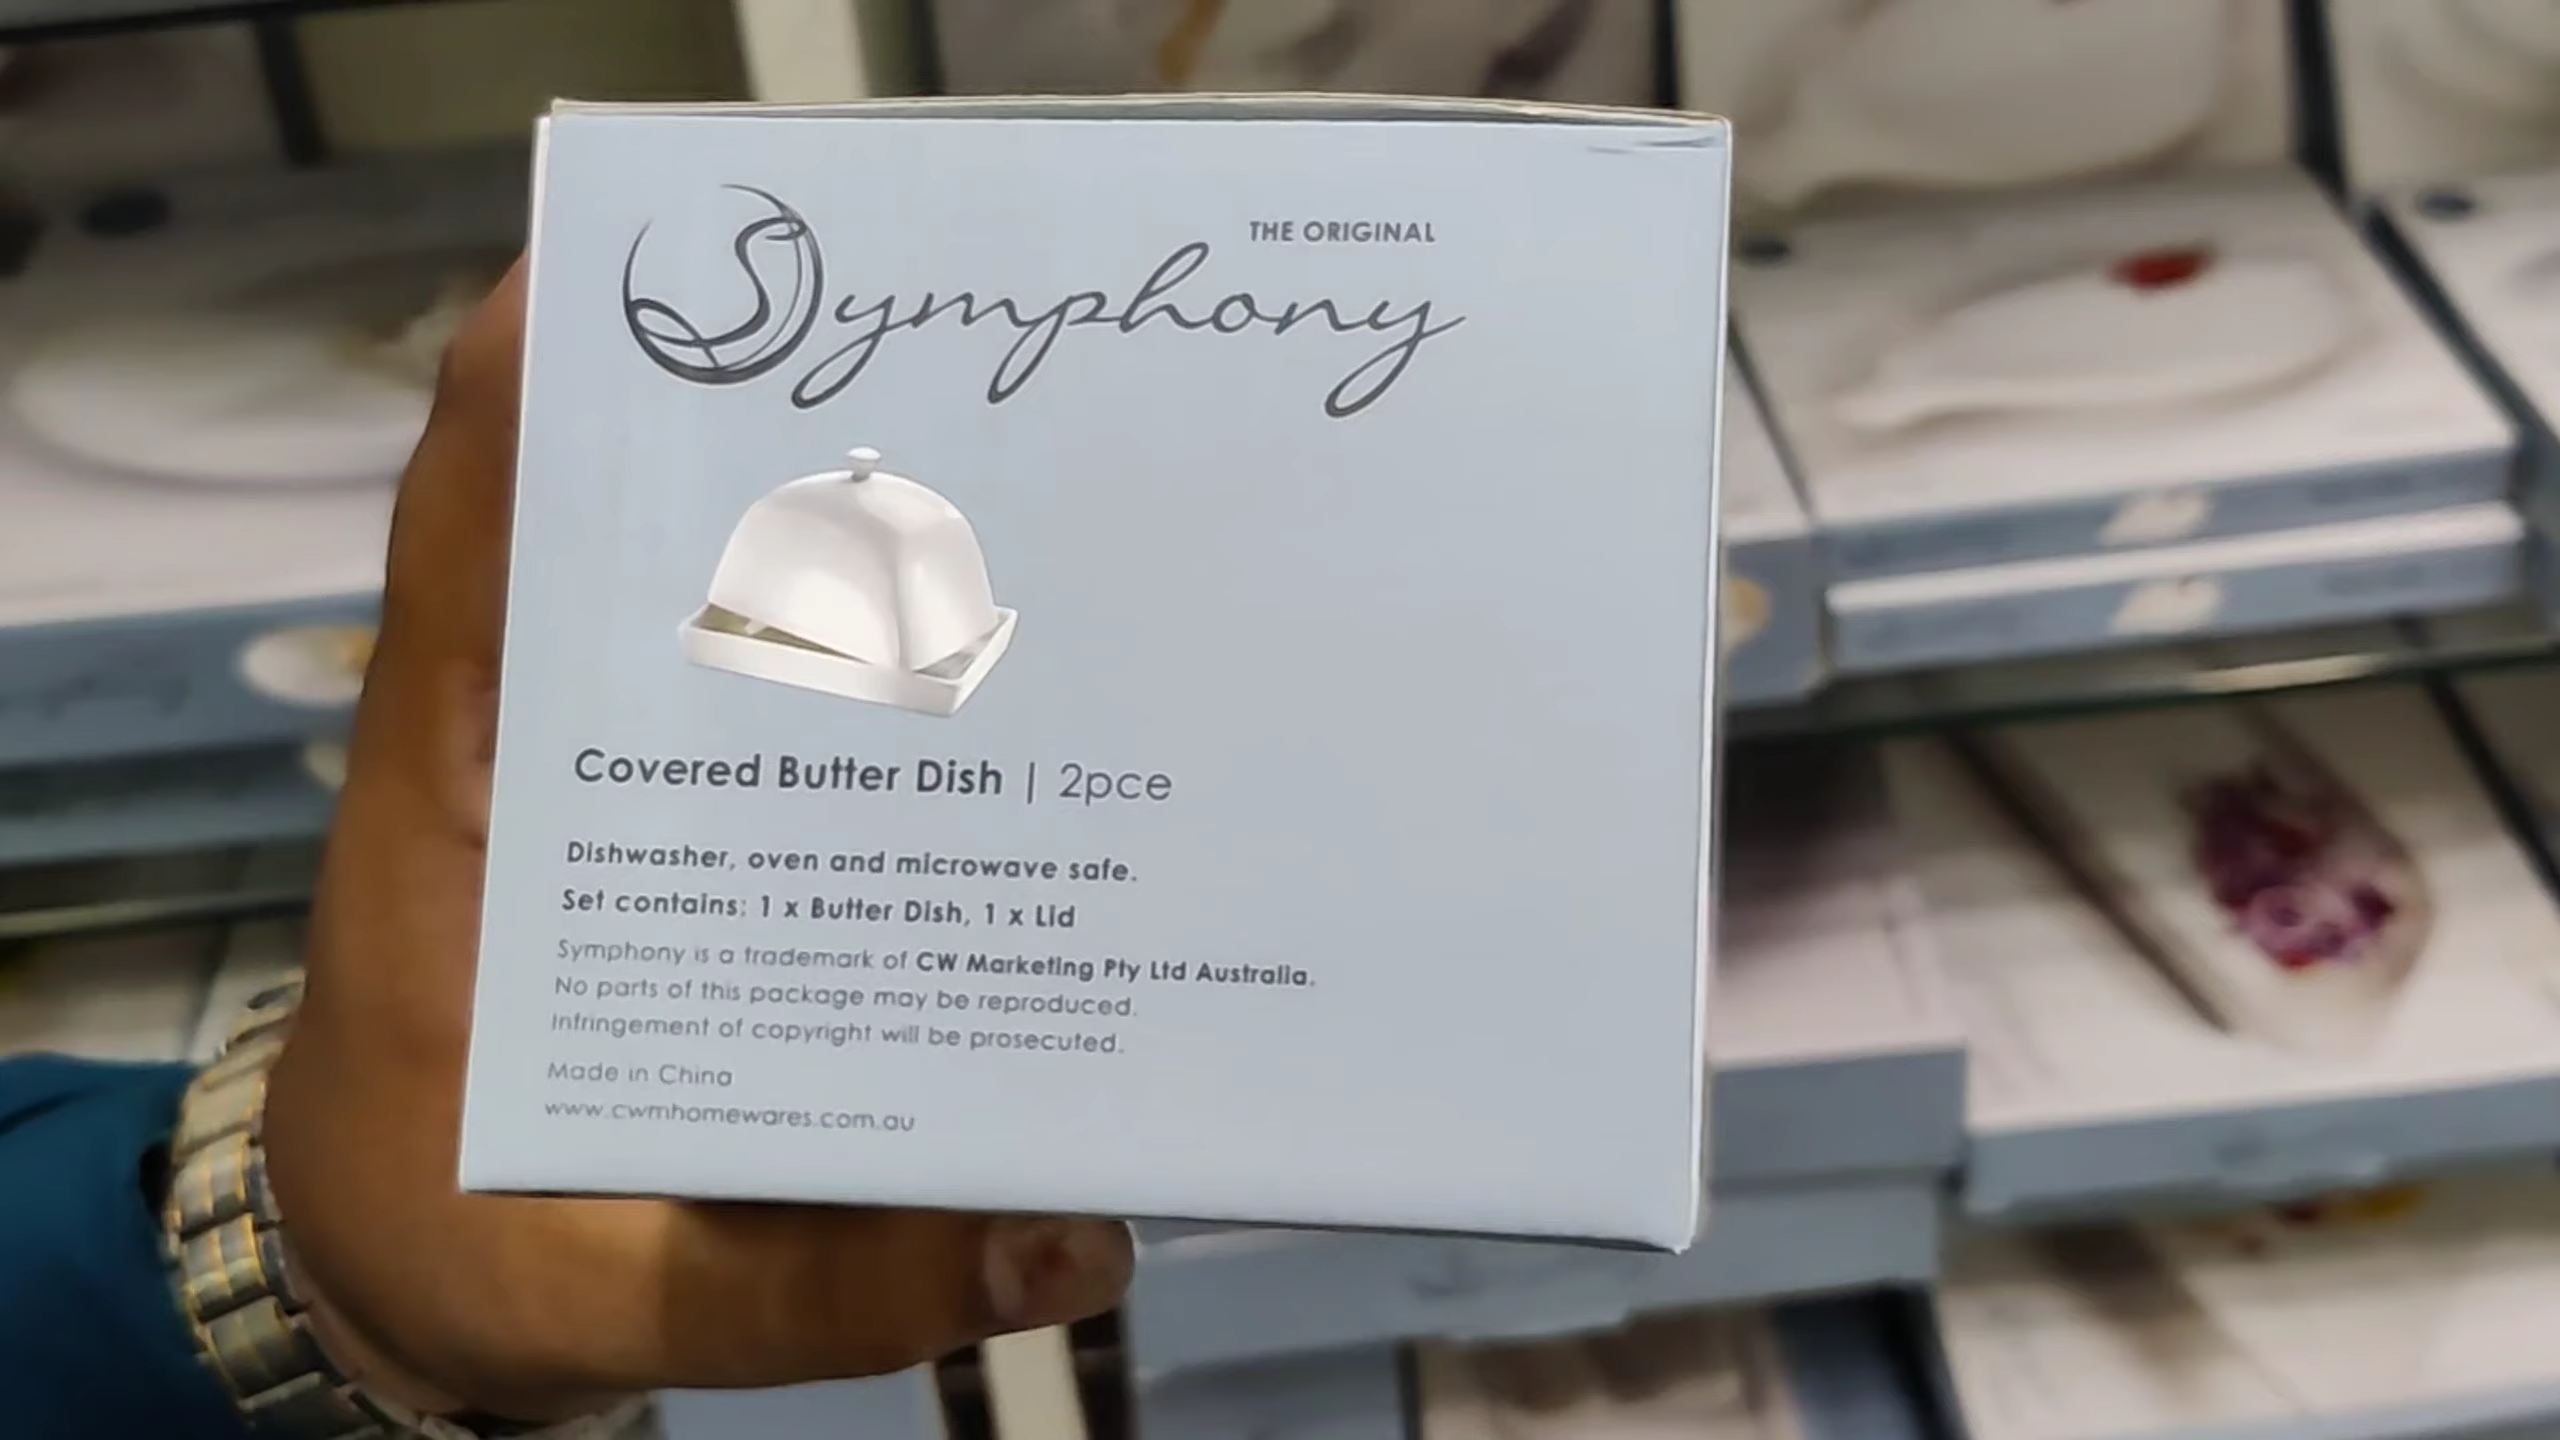 THE ORIGINAL
Symphony
Covered Butter Dish | 2pce
Dishwasher, oven and microwave safe.
Set contains: 1 x Butter Dish, 1 x Lid
Symphony is a trademark of CW Marketing Pty Ltd Australia.
No parts of this package may be reproduced.
Infringement of copyright will be prosecuted.
Made in China
www.cwmhomewares.com.au